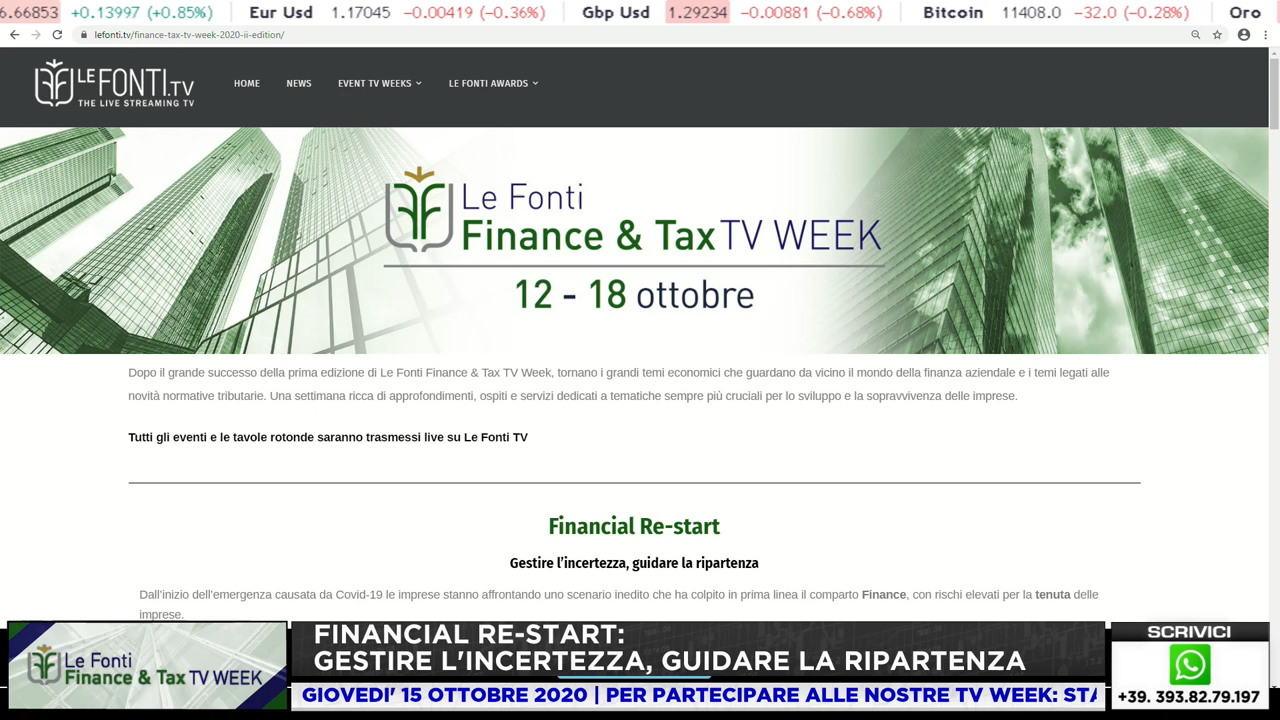 6.66853 +0.13997 (+0.85%) Eur Usd 1.17045 −0.00419 (−0.36%) Gbp Usd 1.29234 −0.00881 (−0.68%) Bitcoin 11408.0 −32.0 (−0.28%) Oro
lefonti.tv/finance-tax-tv-week-2020-ii-edition/
LE FONTI.TV
THE LIVE STREAMING TV
HOME NEWS EVENT TV WEEKS LE FONTI AWARDS
Le Fonti
Finance & Tax TV WEEK
12 - 18 ottobre
Dopo il grande successo della prima edizione di Le Fonti Finance & Tax TV Week, tornano i grandi temi economici che guardano da vicino il mondo della finanza aziendale e i temi legati alle
novità normative tributarie. Una settimana ricca di approfondimenti, ospiti e servizi dedicati a tematiche sempre più cruciali per lo sviluppo e la sopravvivenza delle imprese.
Tutti gli eventi e le tavole rotonde saranno trasmessi live su Le Fonti TV
Financial Re-start
Gestire l'incertezza, guidare la ripartenza
Dall'inizio dell'emergenza causata da Covid-19 le imprese stanno affrontando uno scenario inedito che ha colpito in prima linea il comparto Finance, con rischi elevati per la tenuta delle
imprese.
Le Fonti
Finance & Tax TV WEEK
FINANCIAL RE-START:
GESTIRE L'INCERTEZZA, GUIDARE LA RIPARTENZA
GIOVEDI' 15 OTTOBRE 2020 | PER PARTECIPARE ALLE NOSTRE TV WEEK: STA
SCRIVICI
+39. 393.82.79.197